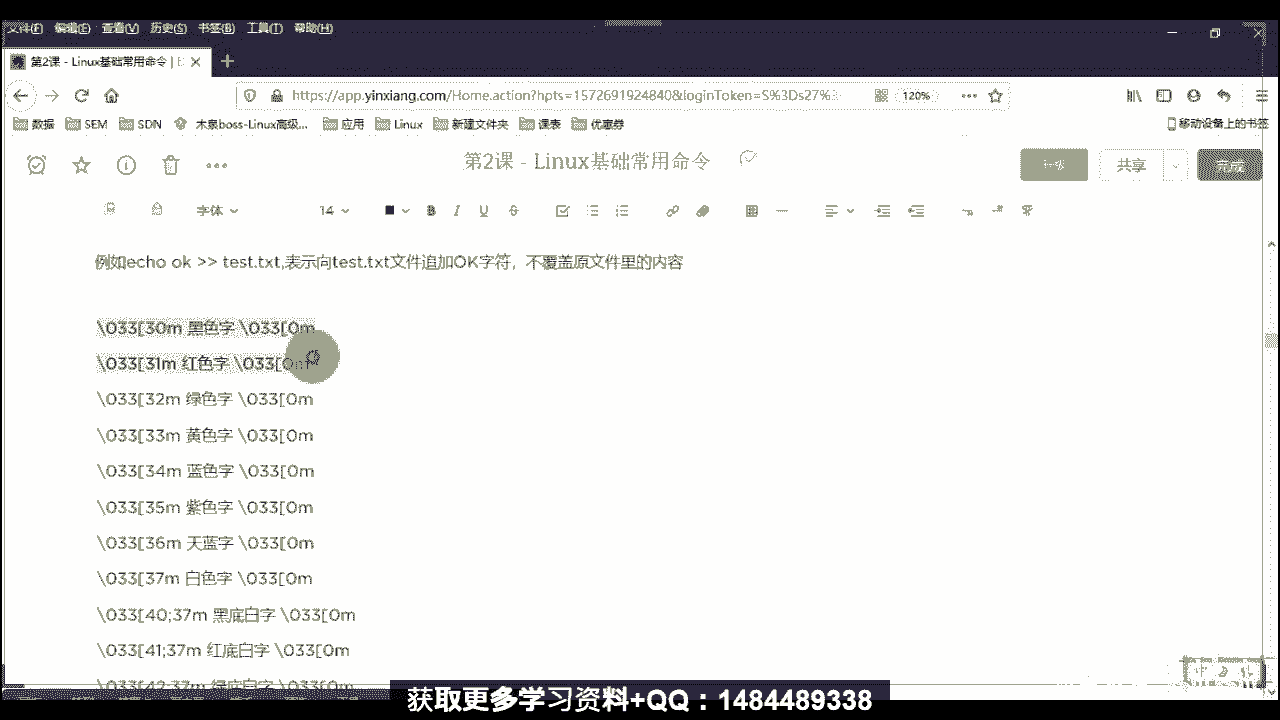 文件(F) 编辑(E) 查看(V) 历史(S) 书签(B) 工具(T) 帮助(H)
第2课 - Linux基础常用命令 | E
https://app.yinxiang.com/Home.action?hpts=1572691924840&loginToken=S%3Ds27%3 120%
数据 SEM SDN 木泉boss-Linux高级... 应用 Linux 新建文件夹 课表 优惠券 移动设备上的书签
第2课 - Linux基础常用命令 共享 完成
字体 14 B I U
例如echo ok >> test.txt,表示向test.txt文件追加OK字符，不覆盖原文件里的内容
\033[30m 黑色字 \033[0m
\033[31m 红色字 \033[0m
\033[32m 绿色字 \033[0m
\033[33m 黄色字 \033[0m
\033[34m 蓝色字 \033[0m
\033[35m 紫色字 \033[0m
\033[36m 天蓝字 \033[0m
\033[37m 白色字 \033[0m
\033[40;37m 黑底白字 \033[0m
\033[41;37m 红底白字 \033[0m
\033[42;37m 绿底白字 \033[0m
获取更多学习资料+QQ：1484489338